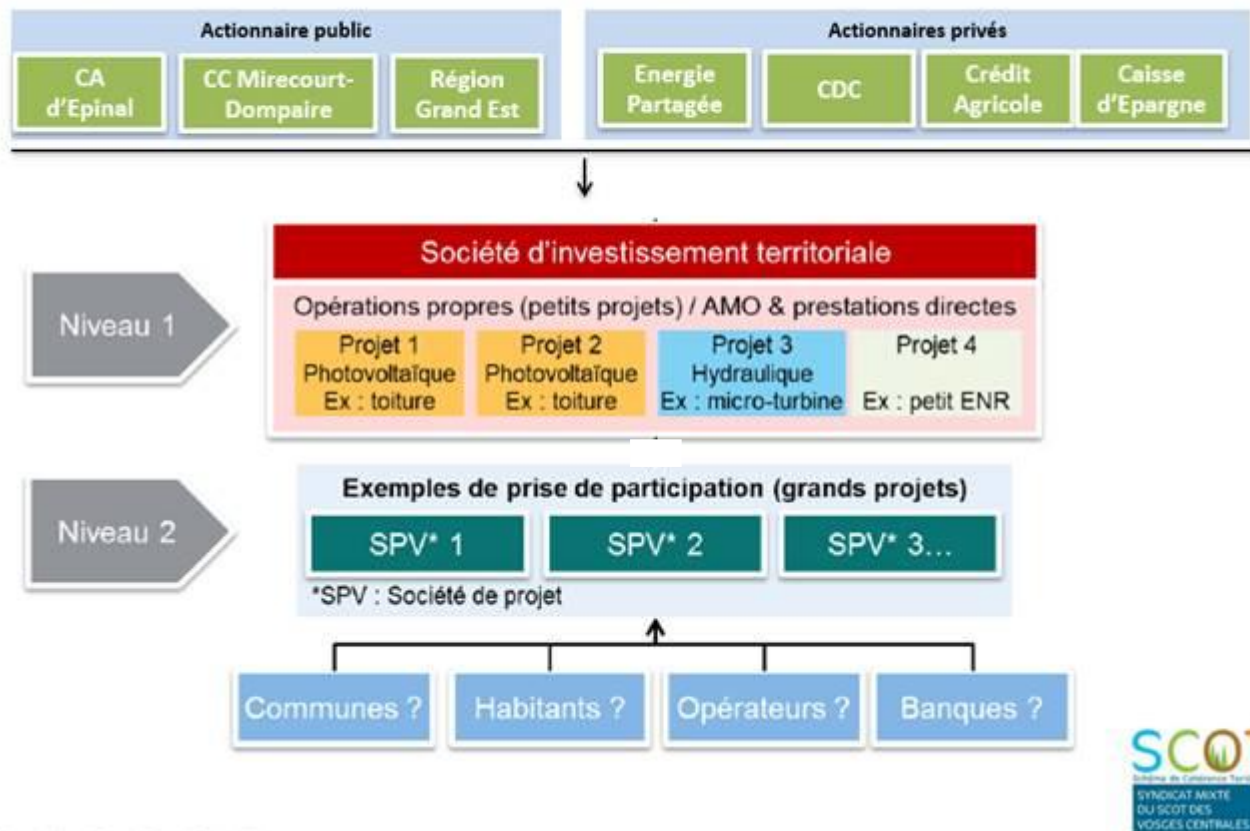 Actionnaire public
CA
d'Epinal
CC Mirecourt-
Dompaire
Région
Grand Est
Actionnaires privés
Energie
Partagée
CDC
Crédit
Agricole
Caisse
d'Epargne
Niveau 1
Société d'investissement territoriale
Opérations propres (petits projets) / AMO & prestations directes
Projet 1
Photovoltaïque
Ex : toiture
Projet 2
Photovoltaïque
Ex : toiture
Projet 3
Hydraulique
Ex : micro-turbine
Projet 4
Ex : petit ENR
Niveau 2
Exemples de prise de participation (grands projets)
SPV* 1
SPV* 2
SPV* 3...
*SPV : Société de projet
Communes ?
Habitants ?
Opérateurs ?
Banques ?
SCOT
Schéma de Cohérence
SYNDICAT MIXTE
DU SCOT DES
VOSGES CENTRALES